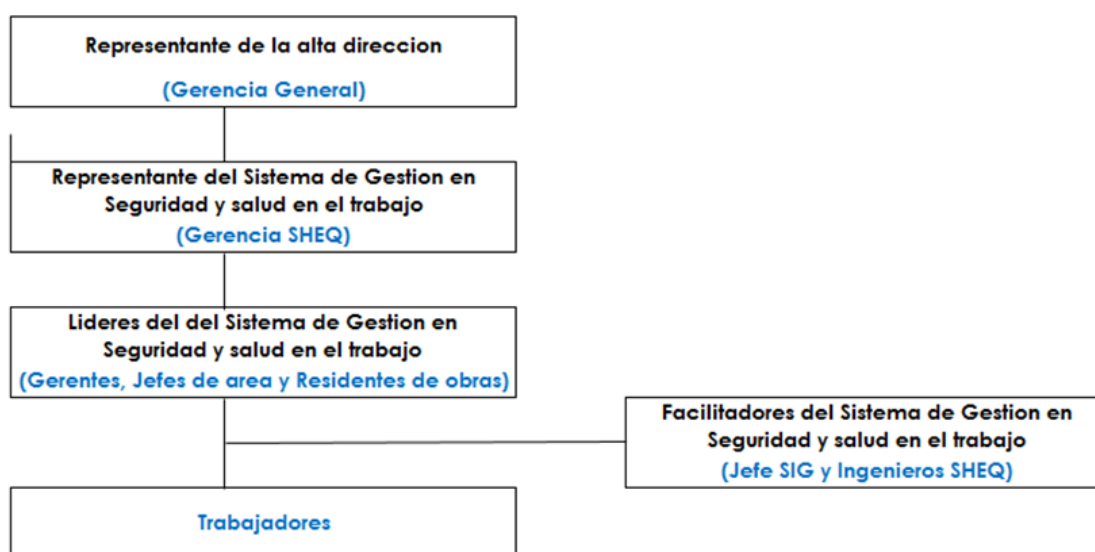 Representante de la alta direccion
(Gerencia General)
Representante del Sistema de Gestion en
Seguridad y salud en el trabajo
(Gerencia SHEQ)
Lideres del del Sistema de Gestion en
Seguridad y salud en el trabajo
(Gerentes, Jefes de area y Residentes de obras)
Facilitadores del Sistema de Gestion en
Seguridad y salud en el trabajo
(Jefe SIG y Ingenieros SHEQ)
Trabajadores